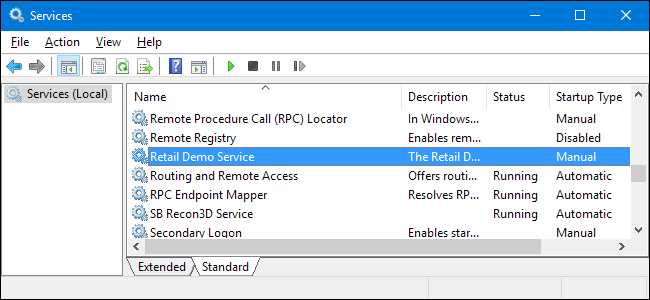 Services
File Action View Help
Services (Local)
Name Description Status Startup Type
Remote Procedure Call (RPC) Locator In Windows... Manual
Remote Registry Enables rem... Disabled
Retail Demo Service The Retail D... Manual
Routing and Remote Access Offers routi... Running Automatic
RPC Endpoint Mapper Resolves RP... Running Automatic
SB Recon3D Service Running Automatic
Secondary Logon Enables star... Manual
Extended Standard